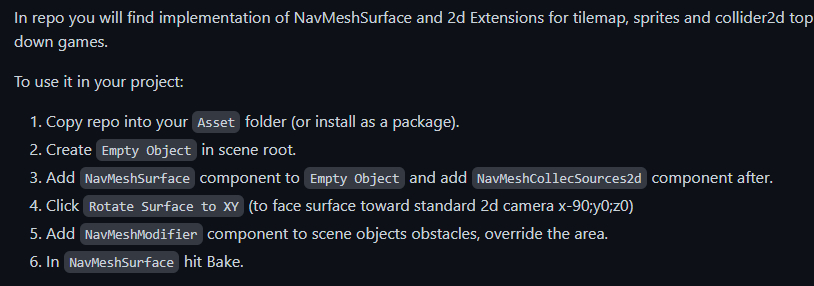 In repo you will find implementation of NavMeshSurface and 2d Extensions for tilemap, sprites and collider2d top
down games.
To use it in your project:
1. Copy repo into your Asset folder (or install as a package).
2. Create Empty Object in scene root.
3. Add NavMeshSurface component to Empty Object and add NavMeshCollecSources2d component after.
4. Click Rotate Surface to XY (to face surface toward standard 2d camera x-90;y0;z0)
5. Add NavMeshModifier component to scene objects obstacles, override the area.
6. In NavMeshSurface hit Bake.